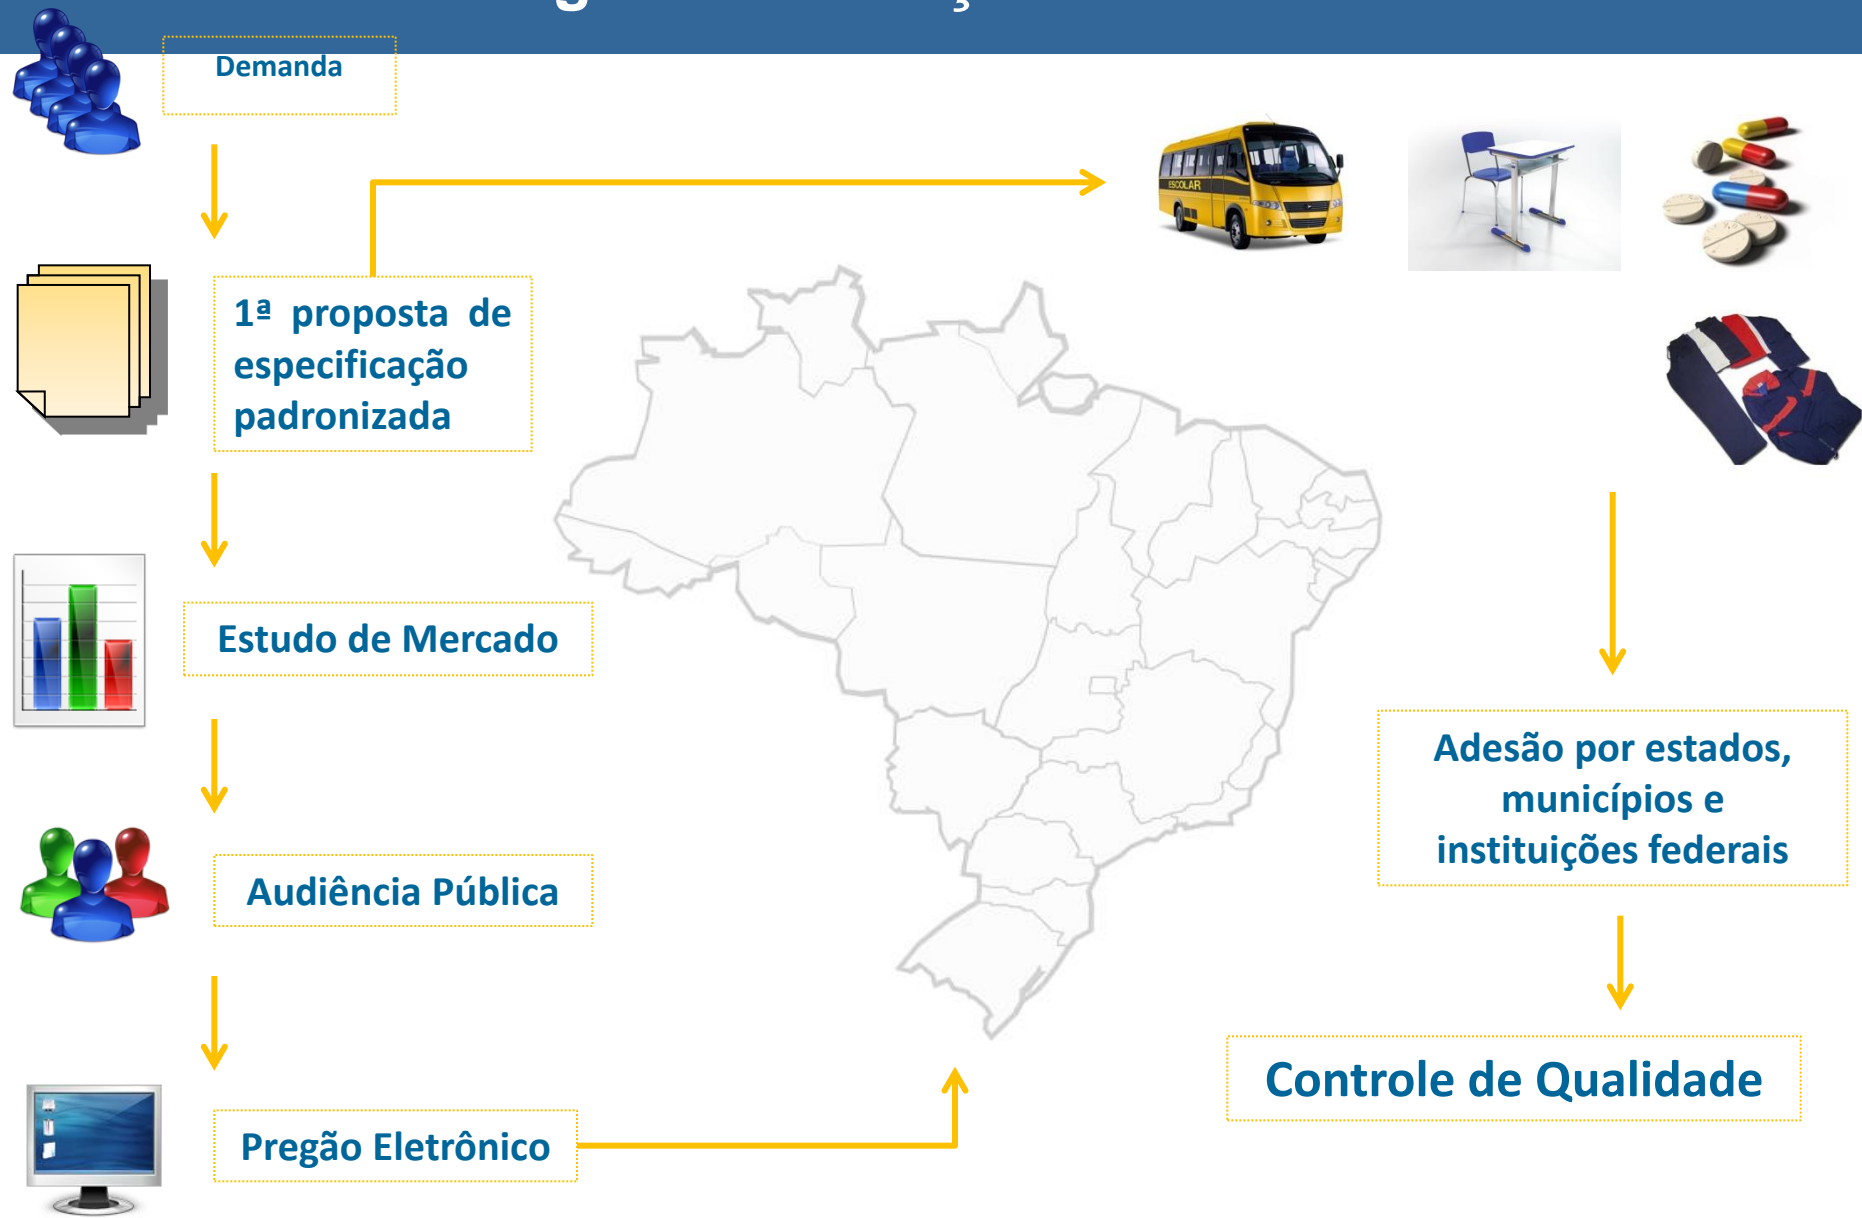 Demanda
ESCOLAR
1ª proposta de
especificação
padronizada
Estudo de Mercado
Audiência Pública
Pregão Eletrônico
Adesão por estados,
municípios e
instituições federais
Controle de Qualidade